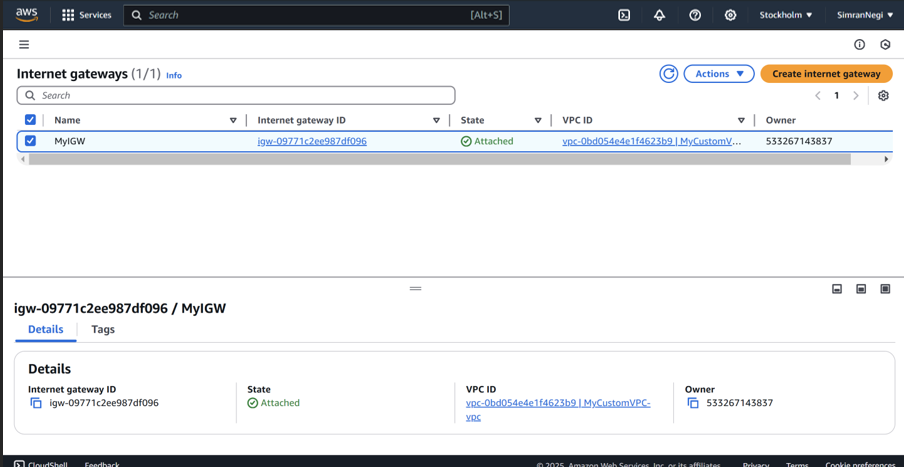 aws Services Search [Alt+S] Stockholm SimranNegi
Internet gateways (1/1) Info Actions Create internet gateway
Search 1
Name Internet gateway ID State VPC ID Owner
MyIGW igw-09771c2ee987df096 Attached vpc-0bd054e4e1f4623b9 | MyCustomV... 533267143837
igw-09771c2ee987df096 / MyIGW
Details Tags
Details
Internet gateway ID State VPC ID Owner
igw-09771c2ee987df096 Attached vpc-0bd054e4e1f4623b9 | MyCustomVPC- 533267143837
vpc
CloudShell Feedback © 2025, Amazon Web Services, Inc. or its affiliates. Privacy Terms Cookie preferences